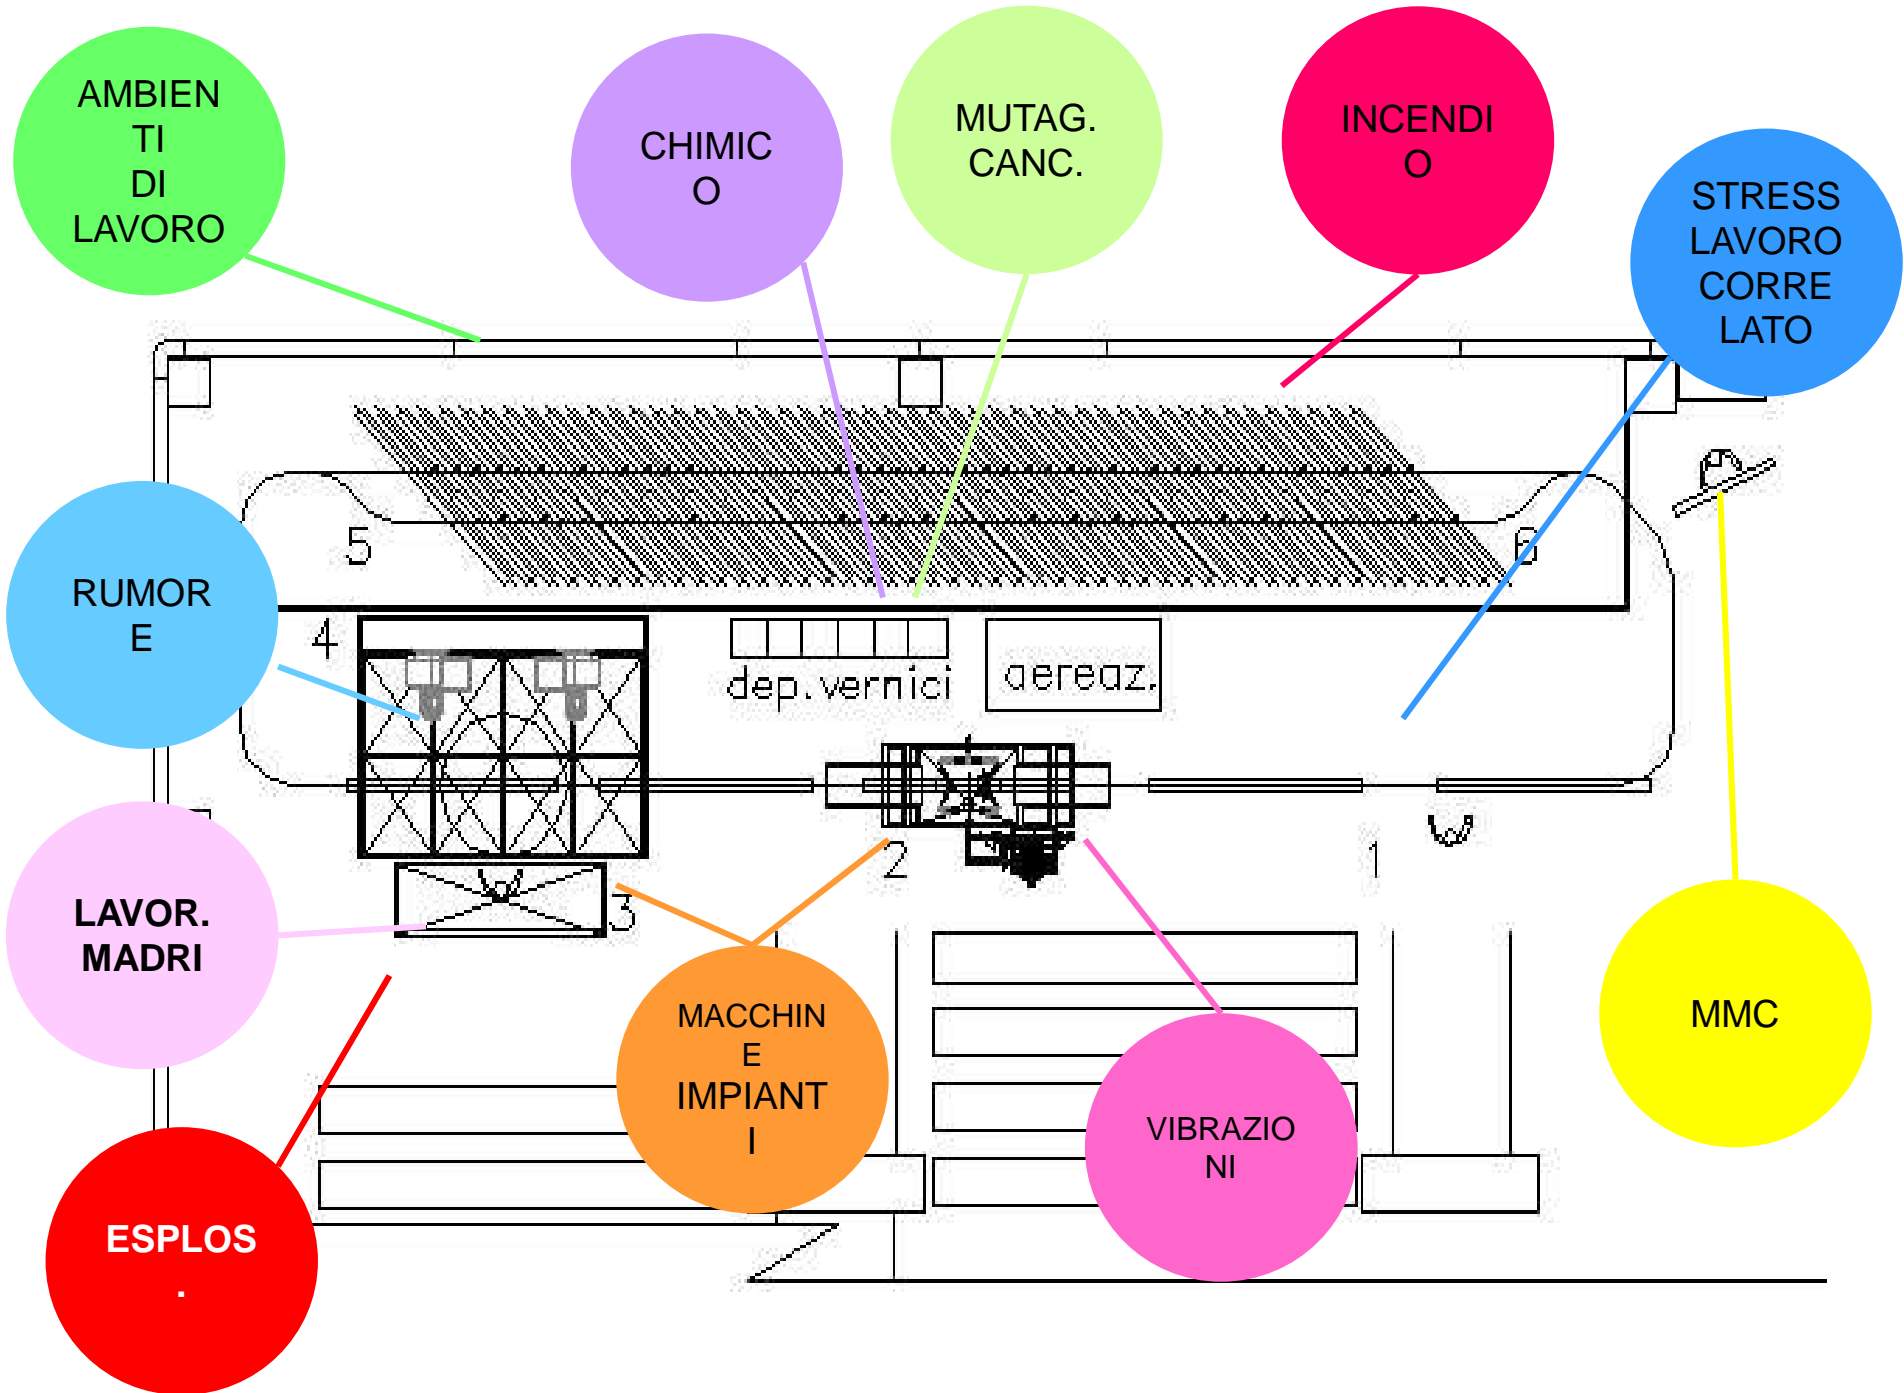 AMBIEN
TI
DI
LAVORO
CHIMIC
O
MUTAG.
CANC.
INCENDI
O
STRESS
LAVORO
CORRE
LATO
RUMOR
E
5
6
4
dep.vernici
aereaz.
LAVOR.
MADRI
3
2
1
MACCHIN
E
IMPIANT
I
VIBRAZIO
NI
MMC
ESPLOS
.